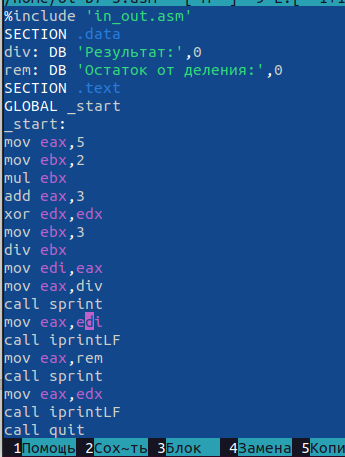 %include 'in_out.asm'
SECTION .data
div: DB 'Результат:',0
rem: DB 'Остаток от деления:',0
SECTION .text
GLOBAL _start
_start:
mov eax,5
mov ebx,2
mul ebx
add eax,3
xor edx,edx
mov ebx,3
div ebx
mov edi,eax
mov eax,div
call sprint
mov eax,edi
call iprintLF
mov eax,rem
call sprint
mov eax,edx
call iprintLF
call quit
1Помощь 2Сох~ть 3Блок 4Замена 5Копи